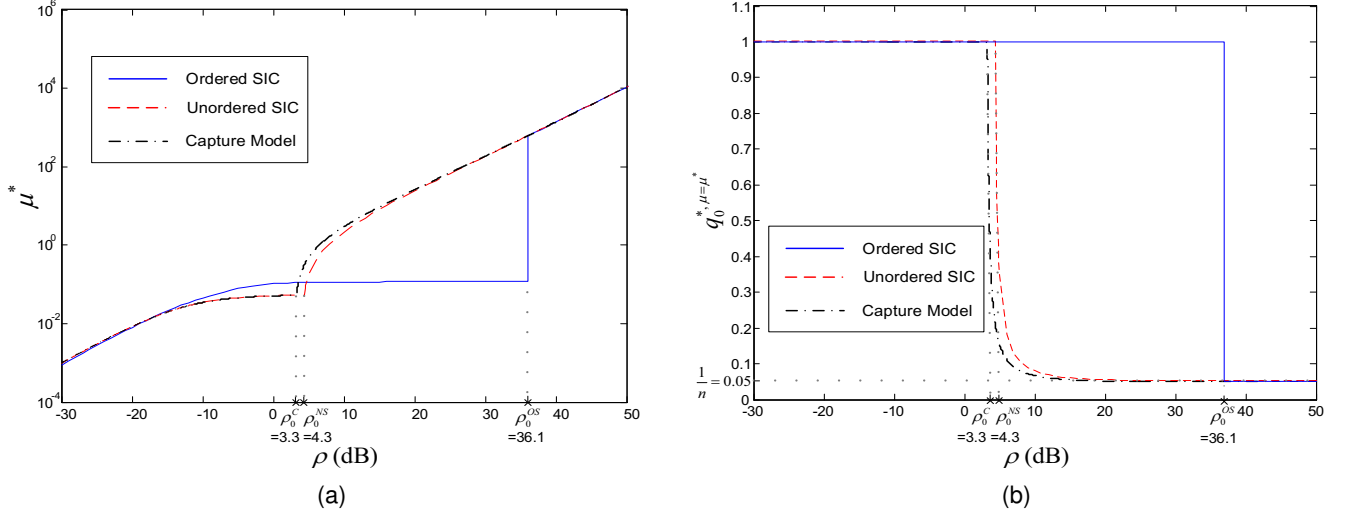 10^6
10^4
10^2
10^0
10^-2
10^-4
μ*
Ordered SIC
Unordered SIC
Capture Model
-30 -20 -10 0 10 20 30 40 50
ρ_0^C ρ_0^NS ρ_0^OS
=3.3 =4.3 =36.1
ρ (dB)
(a)
1.1
1
0.9
0.8
0.7
0.6
0.5
0.4
0.3
0.2
0.1
1/n =0.05
0
q_0^{*, μ=μ*}
Ordered SIC
Unordered SIC
Capture Model
-30 -20 -10 0 10 20 30 40 50
ρ_0^C ρ_0^NS ρ_0^OS
=3.3 =4.3 =36.1
ρ (dB)
(b)